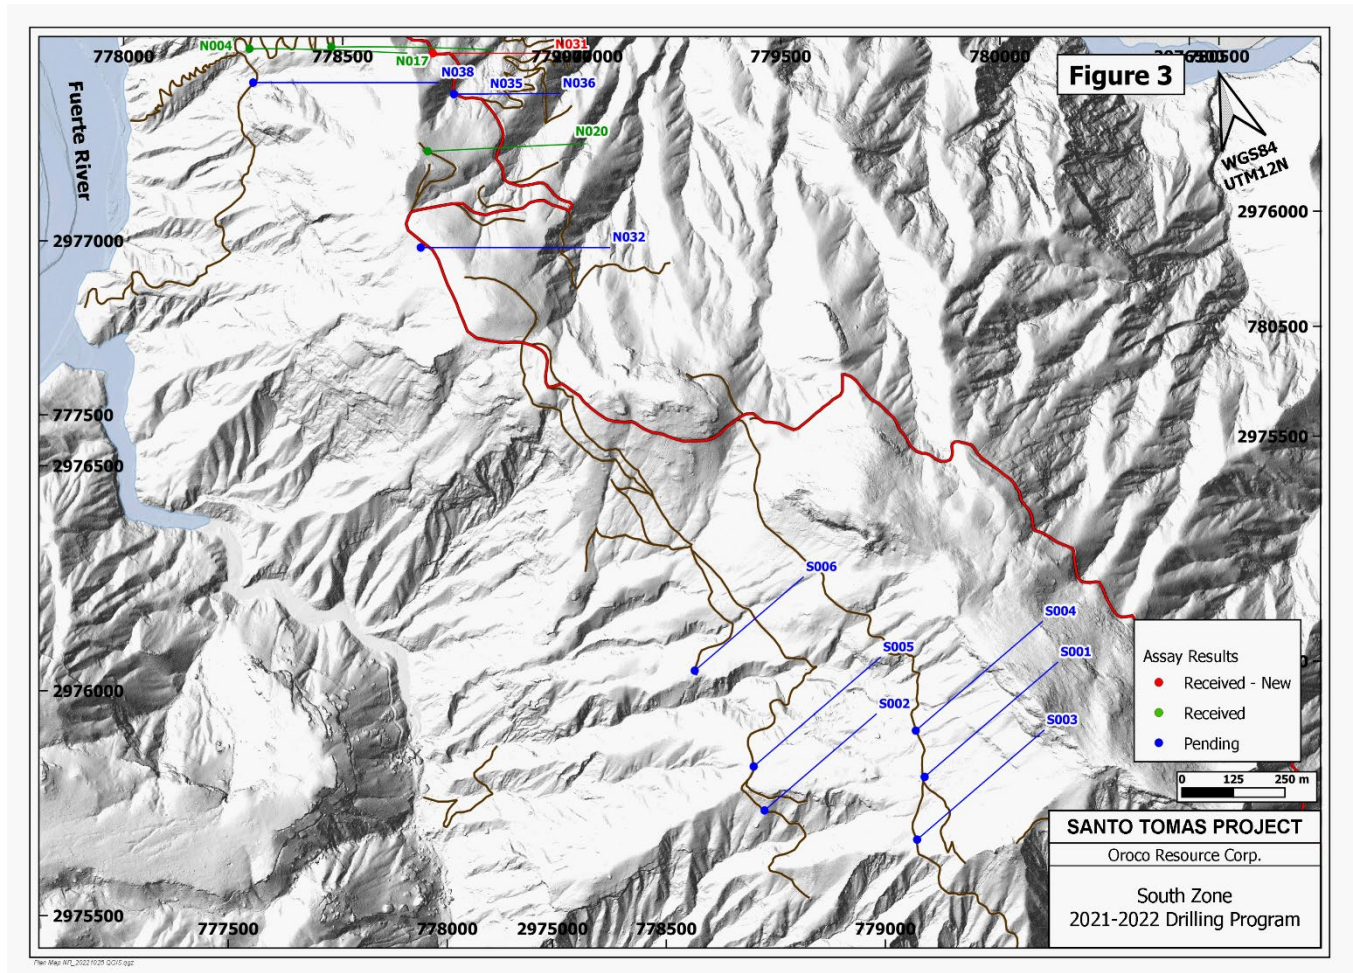 778000
778500
779000
779500
780000
780500
N004
N017
N031
N038
N035
N036
N020
N032
Figure 3
WGS84
UTM12N
Fuerte River
2976000
2977000
780500
777500
2975500
2976500
S006
S004
S005
S001
S002
S003
2976000
Assay Results
Received - New
Received
Pending
0 125 250 m
SANTO TOMAS PROJECT
Oroco Resource Corp.
South Zone
2021-2022 Drilling Program
2975500
777500
778000
2975000
778500
779000